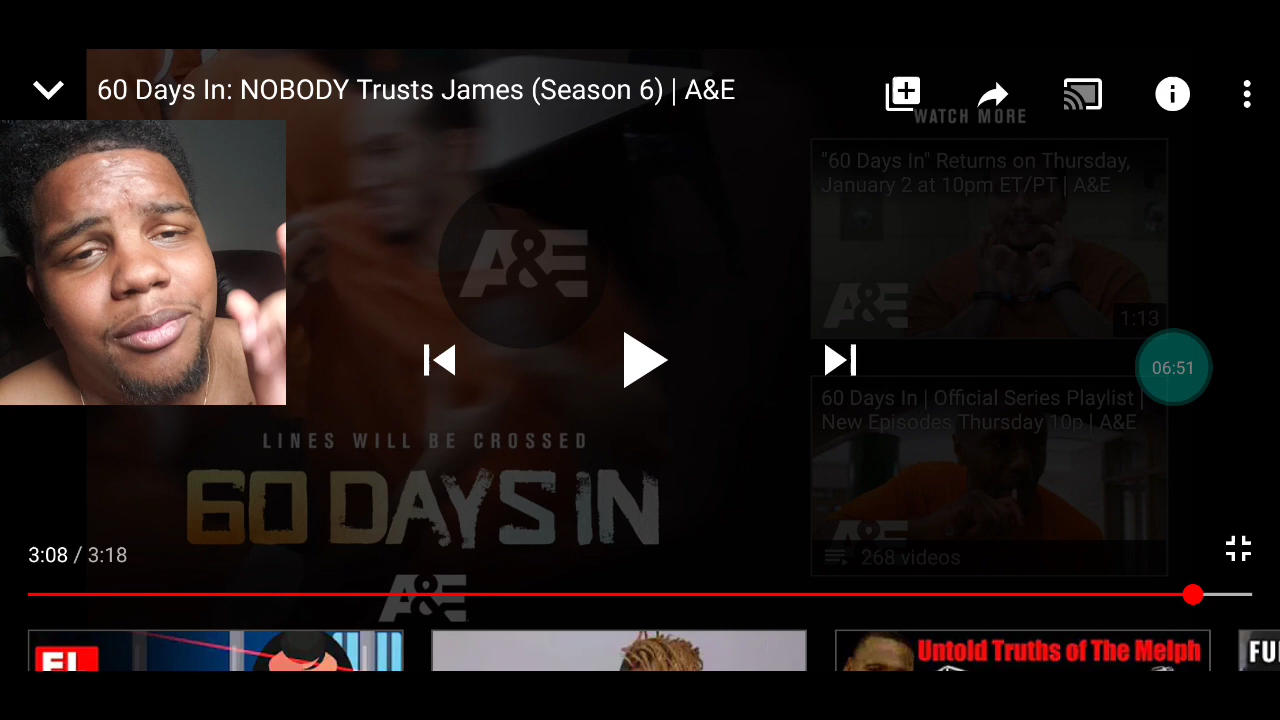 60 Days In: NOBODY Trusts James (Season 6) | A&E
WATCH MORE
"60 Days In" Returns on Thursday,
January 2 at 10pm ET/PT | A&E
A&E
A&E
1:13
06:51
60 Days In | Official Series Playlist |
New Episodes Thursday 10p | A&E
LINES WILL BE CROSSED
60 DAYS IN
A&E
268 videos
3:08 / 3:18
A&E
Untold Truths of The Melph